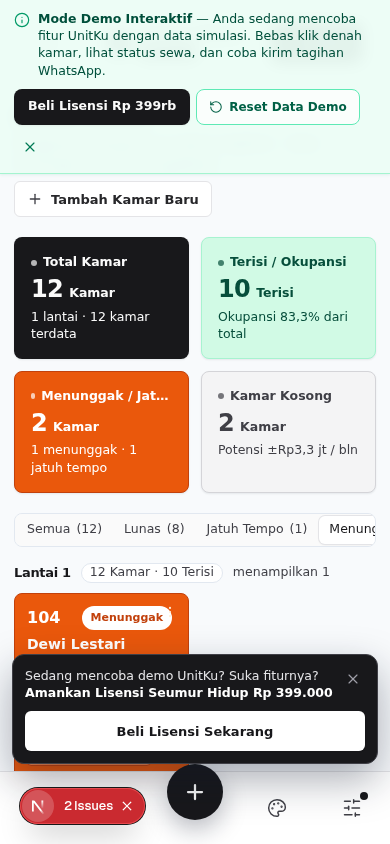 Mode Demo Interaktif — Anda sedang mencoba
fitur UnitKu dengan data simulasi. Bebas klik denah
kamar, lihat status sewa, dan coba kirim tagihan
WhatsApp.
Beli Lisensi Rp 399rb
Reset Data Demo
Tambah Kamar Baru
Total Kamar
12 Kamar
1 lantai · 12 kamar
terdata
Terisi / Okupansi
10 Terisi
Okupansi 83,3% dari
total
Menunggak / Jat...
2 Kamar
1 menunggak · 1
jatuh tempo
Kamar Kosong
2 Kamar
Potensi ±Rp3,3 jt / bln
Semua (12) Lunas (8) Jatuh Tempo (1) Menung
Lantai 1 12 Kamar · 10 Terisi menampilkan 1
104 Menunggak
Dewi Lestari
Sedang mencoba demo UnitKu? Suka fiturnya?
Amankan Lisensi Seumur Hidup Rp 399.000
Beli Lisensi Sekarang
N 2 Issues